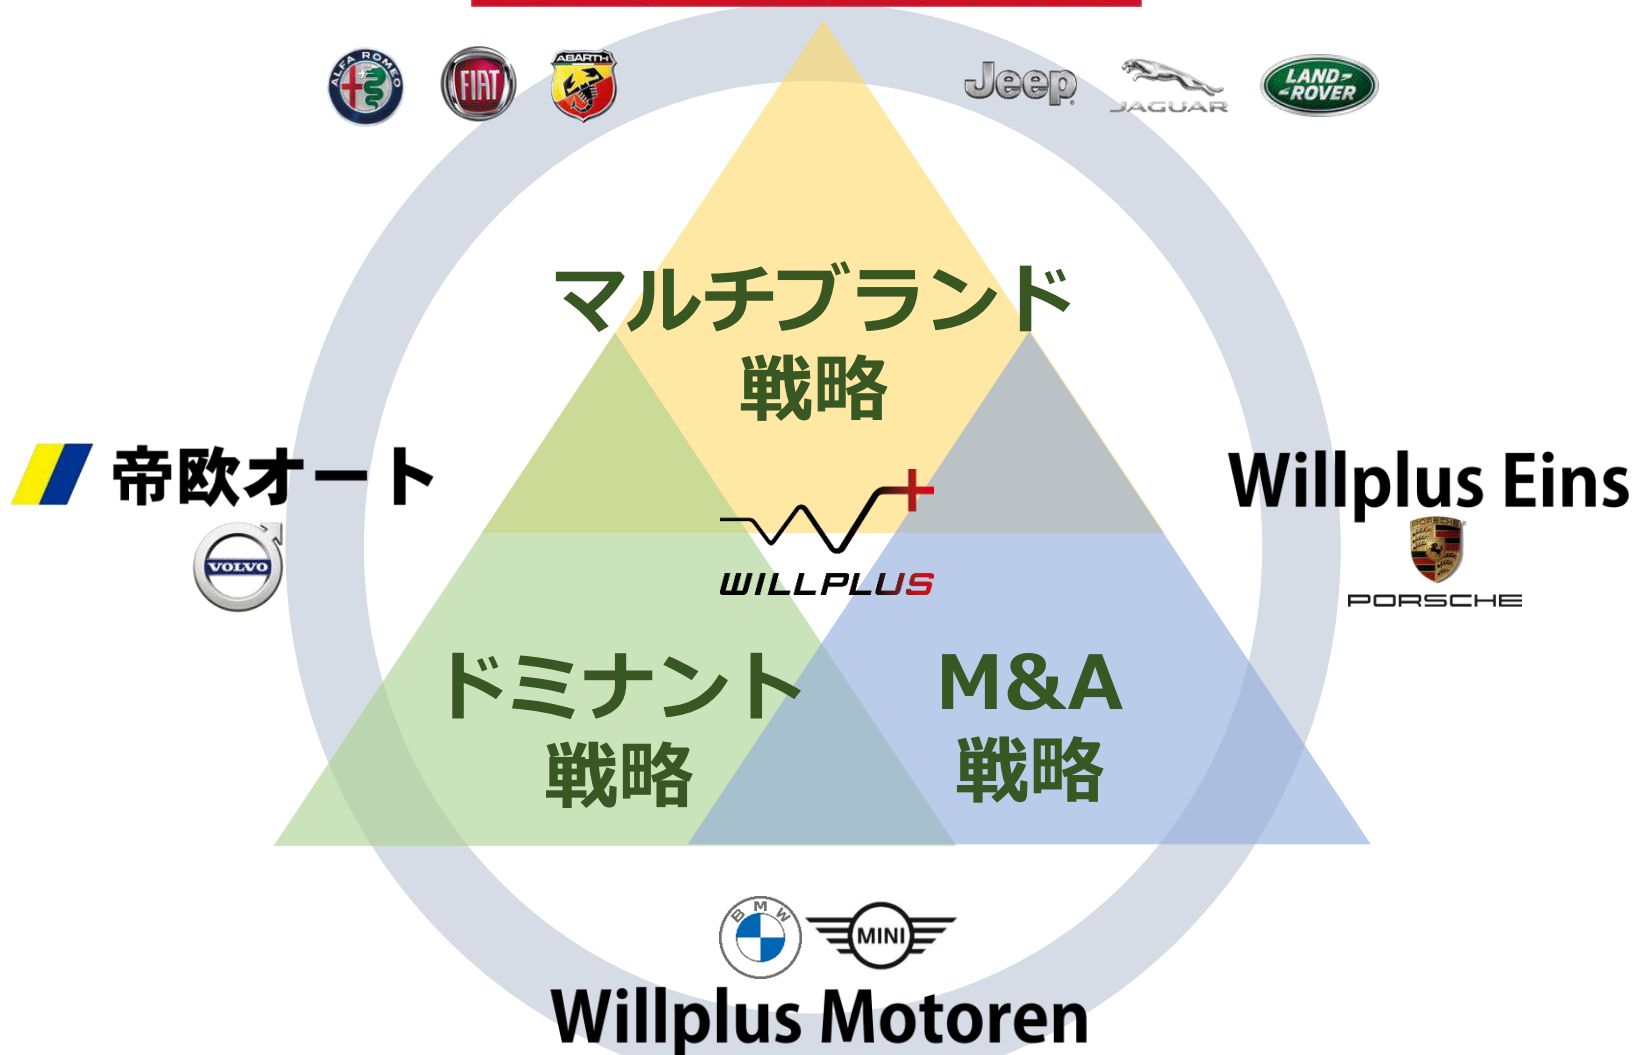 ALFA ROMEO
FIAT
ABARTH
Jeep
JAGUAR
LAND-
-ROVER
マルチブランド
戦略
帝欧オート
VOLVO
WILLPLUS
Willplus Eins
PORSCHE
PORSCHE
ドミナント
戦略
M&A
戦略
BMW
MINI
Willplus Motoren